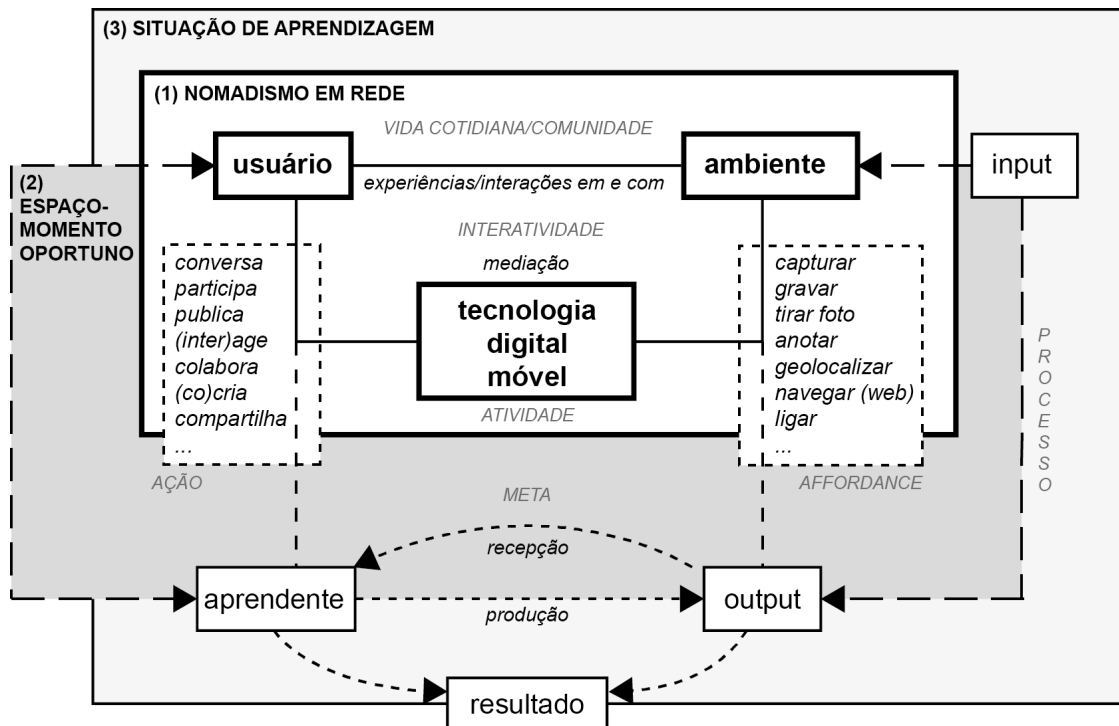 (3) SITUAÇÃO DE APRENDIZAGEM
(1) NOMADISMO EM REDE
VIDA COTIDIANA/COMUNIDADE
usuário
ambiente
input
experiências/interações em e com
(2)
ESPAÇO-
MOMENTO
OPORTUNO
INTERATIVIDADE
mediação
conversa
participa
publica
(inter)age
colabora
(co)cria
compartilha
...
tecnologia
digital
móvel
capturar
gravar
tirar foto
anotar
geolocalizar
navegar (web)
ligar
...
PROCESSO
ATIVIDADE
AÇÃO
META
AFFORDANCE
recepção
aprendente
produção
output
resultado